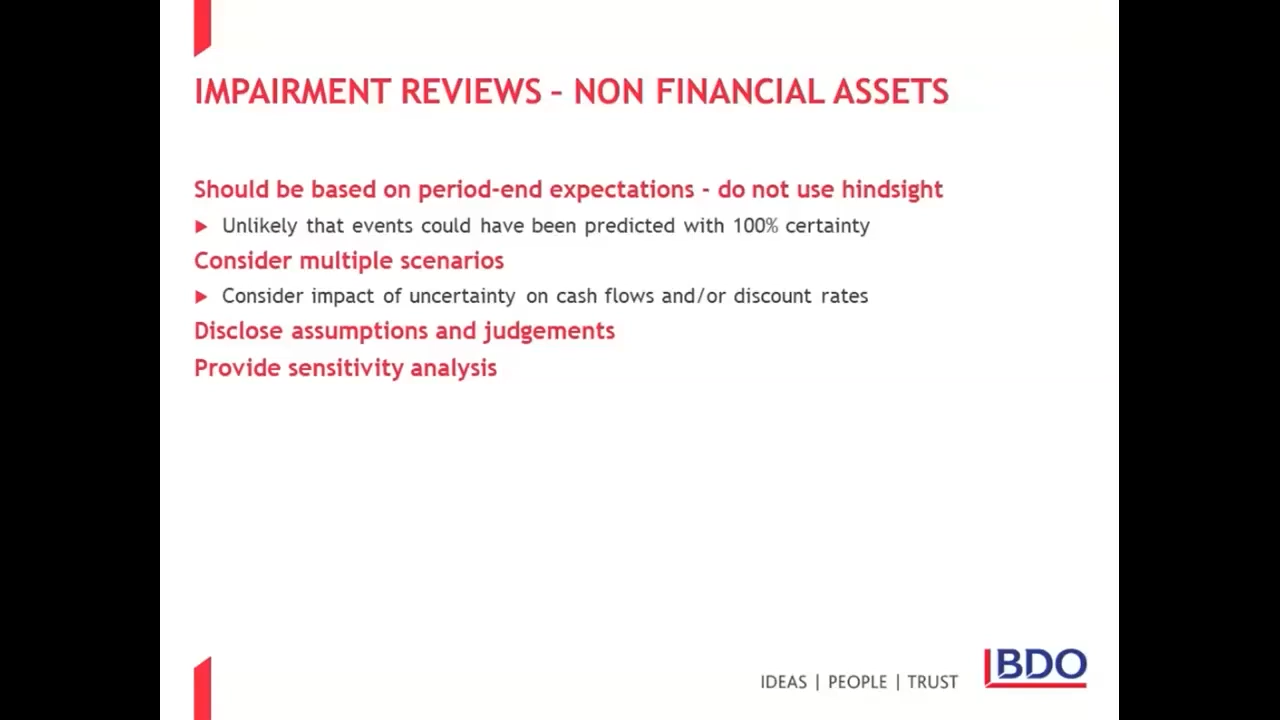 IMPAIRMENT REVIEWS – NON FINANCIAL ASSETS
Should be based on period-end expectations - do not use hindsight
Unlikely that events could have been predicted with 100% certainty
Consider multiple scenarios
Consider impact of uncertainty on cash flows and/or discount rates
Disclose assumptions and judgements
Provide sensitivity analysis
IDEAS | PEOPLE | TRUST
BDO